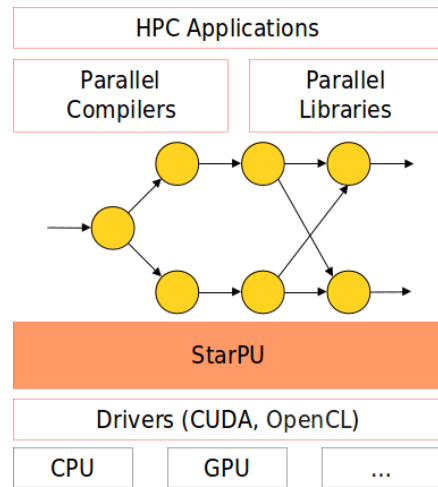 HPC Applications
Parallel
Compilers
Parallel
Libraries
StarPU
Drivers (CUDA, OpenCL)
CPU
GPU
...